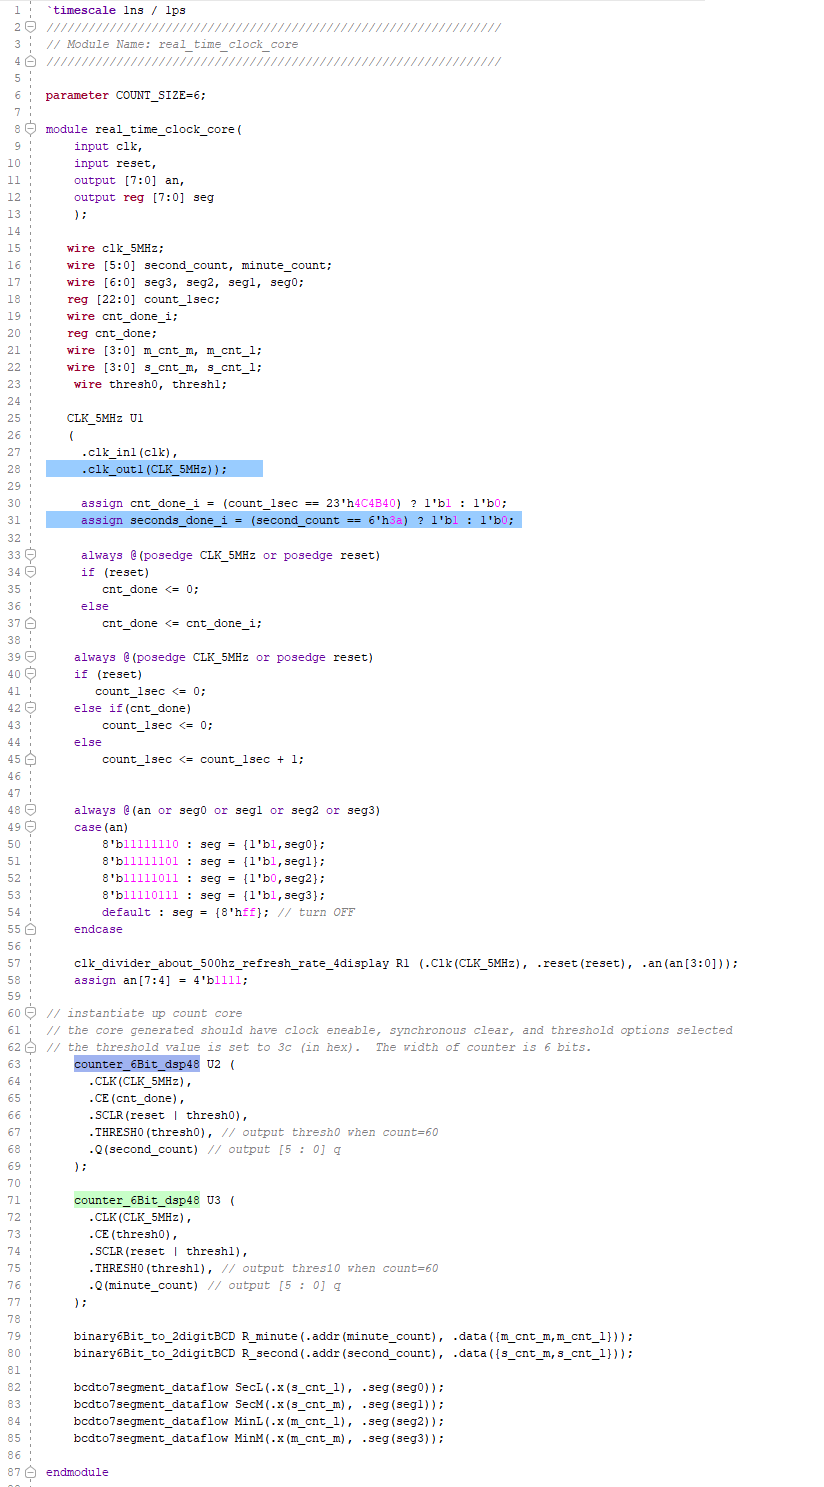 1 `timescale 1ns / 1ps
2 /////////////////////////////////////////////////////////////////
3 // Module Name: real_time_clock_core
4 /////////////////////////////////////////////////////////////////
5
6 parameter COUNT_SIZE=6;
7
8 module real_time_clock_core(
9 input clk,
10 input reset,
11 output [7:0] an,
12 output reg [7:0] seg
13 );
14
15 wire clk_5MHz;
16 wire [5:0] second_count, minute_count;
17 wire [6:0] seg3, seg2, seg1, seg0;
18 reg [22:0] count_1sec;
19 wire cnt_done_i;
20 reg cnt_done;
21 wire [3:0] m_cnt_m, m_cnt_l;
22 wire [3:0] s_cnt_m, s_cnt_l;
23 wire thresh0, thresh1;
24
25 CLK_5MHz U1
26 (
27 .clk_in1(clk),
28 .clk_out1(CLK_5MHz));
29
30 assign cnt_done_i = (count_1sec == 23'h4C4B40) ? 1'b1 : 1'b0;
31 assign seconds_done_i = (second_count == 6'h3a) ? 1'b1 : 1'b0;
32
33 always @(posedge CLK_5MHz or posedge reset)
34 if (reset)
35 cnt_done <= 0;
36 else
37 cnt_done <= cnt_done_i;
38
39 always @(posedge CLK_5MHz or posedge reset)
40 if (reset)
41 count_1sec <= 0;
42 else if(cnt_done)
43 count_1sec <= 0;
44 else
45 count_1sec <= count_1sec + 1;
46
47
48 always @(an or seg0 or seg1 or seg2 or seg3)
49 case(an)
50 8'b11111110 : seg = {1'b1,seg0};
51 8'b11111101 : seg = {1'b1,seg1};
52 8'b11111011 : seg = {1'b0,seg2};
53 8'b11110111 : seg = {1'b1,seg3};
54 default : seg = {8'hff}; // turn OFF
55 endcase
56
57 clk_divider_about_500hz_refresh_rate_4display R1 (.Clk(CLK_5MHz), .reset(reset), .an(an[3:0]));
58 assign an[7:4] = 4'b1111;
59
60 // instantiate up count core
61 // the core generated should have clock eneable, synchronous clear, and threshold options selected
62 // the threshold value is set to 3c (in hex). The width of counter is 6 bits.
63 counter_6Bit_dsp48 U2 (
64 .CLK(CLK_5MHz),
65 .CE(cnt_done),
66 .SCLR(reset | thresh0),
67 .THRESH0(thresh0), // output thresh0 when count=60
68 .Q(second_count) // output [5 : 0] q
69 );
70
71 counter_6Bit_dsp48 U3 (
72 .CLK(CLK_5MHz),
73 .CE(thresh0),
74 .SCLR(reset | thresh1),
75 .THRESH0(thresh1), // output thres10 when count=60
76 .Q(minute_count) // output [5 : 0] q
77 );
78
79 binary6Bit_to_2digitBCD R_minute(.addr(minute_count), .data({m_cnt_m,m_cnt_l}));
80 binary6Bit_to_2digitBCD R_second(.addr(second_count), .data({s_cnt_m,s_cnt_l}));
81
82 bcdto7segment_dataflow SecL(.x(s_cnt_l), .seg(seg0));
83 bcdto7segment_dataflow SecM(.x(s_cnt_m), .seg(seg1));
84 bcdto7segment_dataflow MinL(.x(m_cnt_l), .seg(seg2));
85 bcdto7segment_dataflow MinM(.x(m_cnt_m), .seg(seg3));
86
87 endmodule